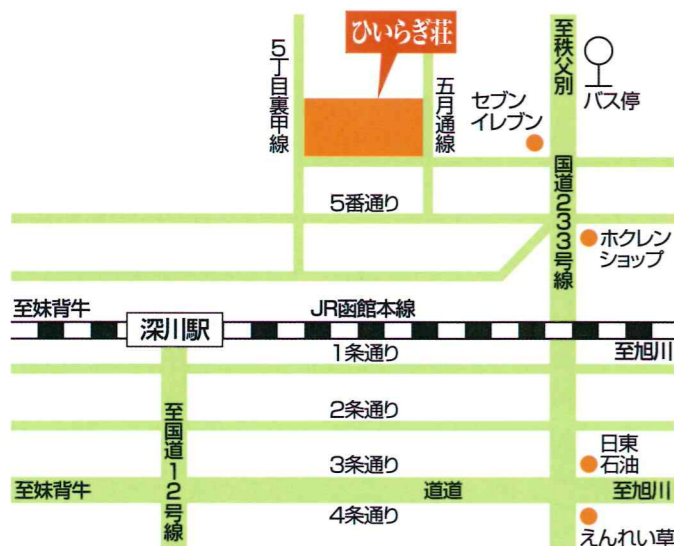 ひいらぎ荘
5丁目裏甲線
五月通線
セブン
イレブン
至秩父別
バス停
国道233号線
5番通り
ホクレン
ショップ
至妹背牛
JR函館本線
深川駅
1条通り
至旭川
2条通り
至国道12号線
日東
石油
3条通り
至妹背牛
道道
至旭川
4条通り
えんれい草